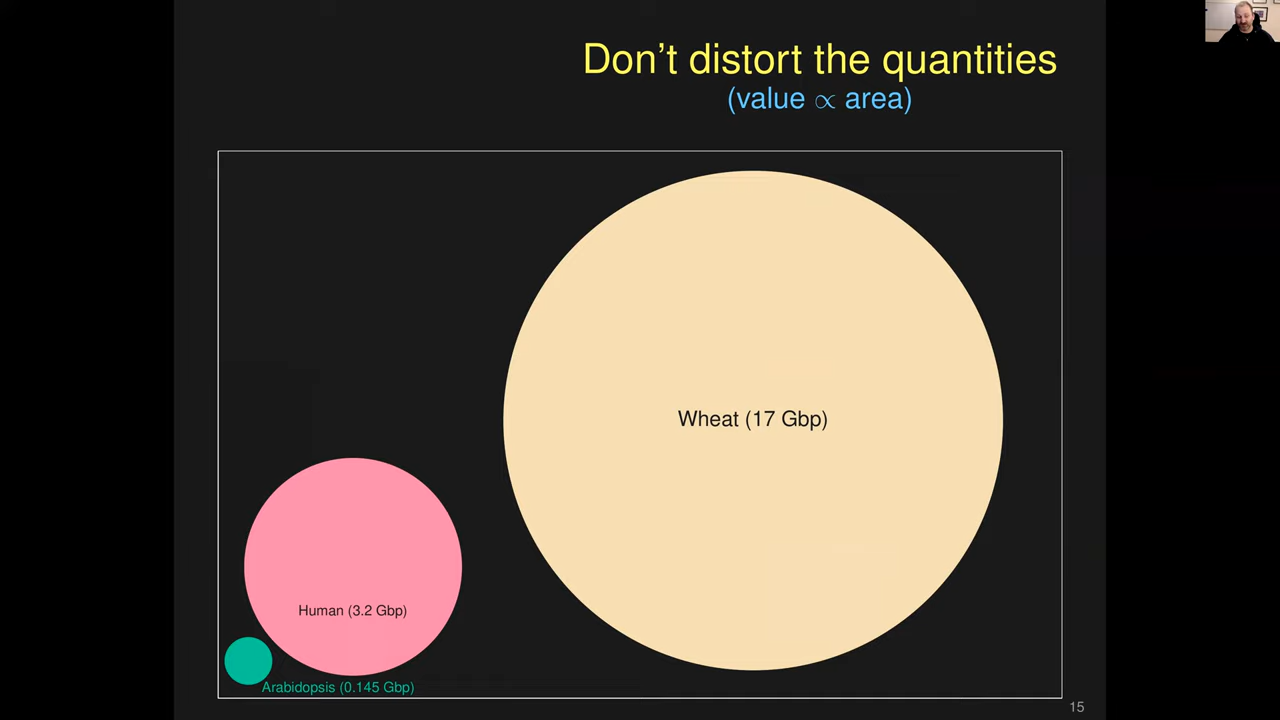 Don't distort the quantities
(value ∝ area)
Wheat (17 Gbp)
Human (3.2 Gbp)
Arabidopsis (0.145 Gbp)
15